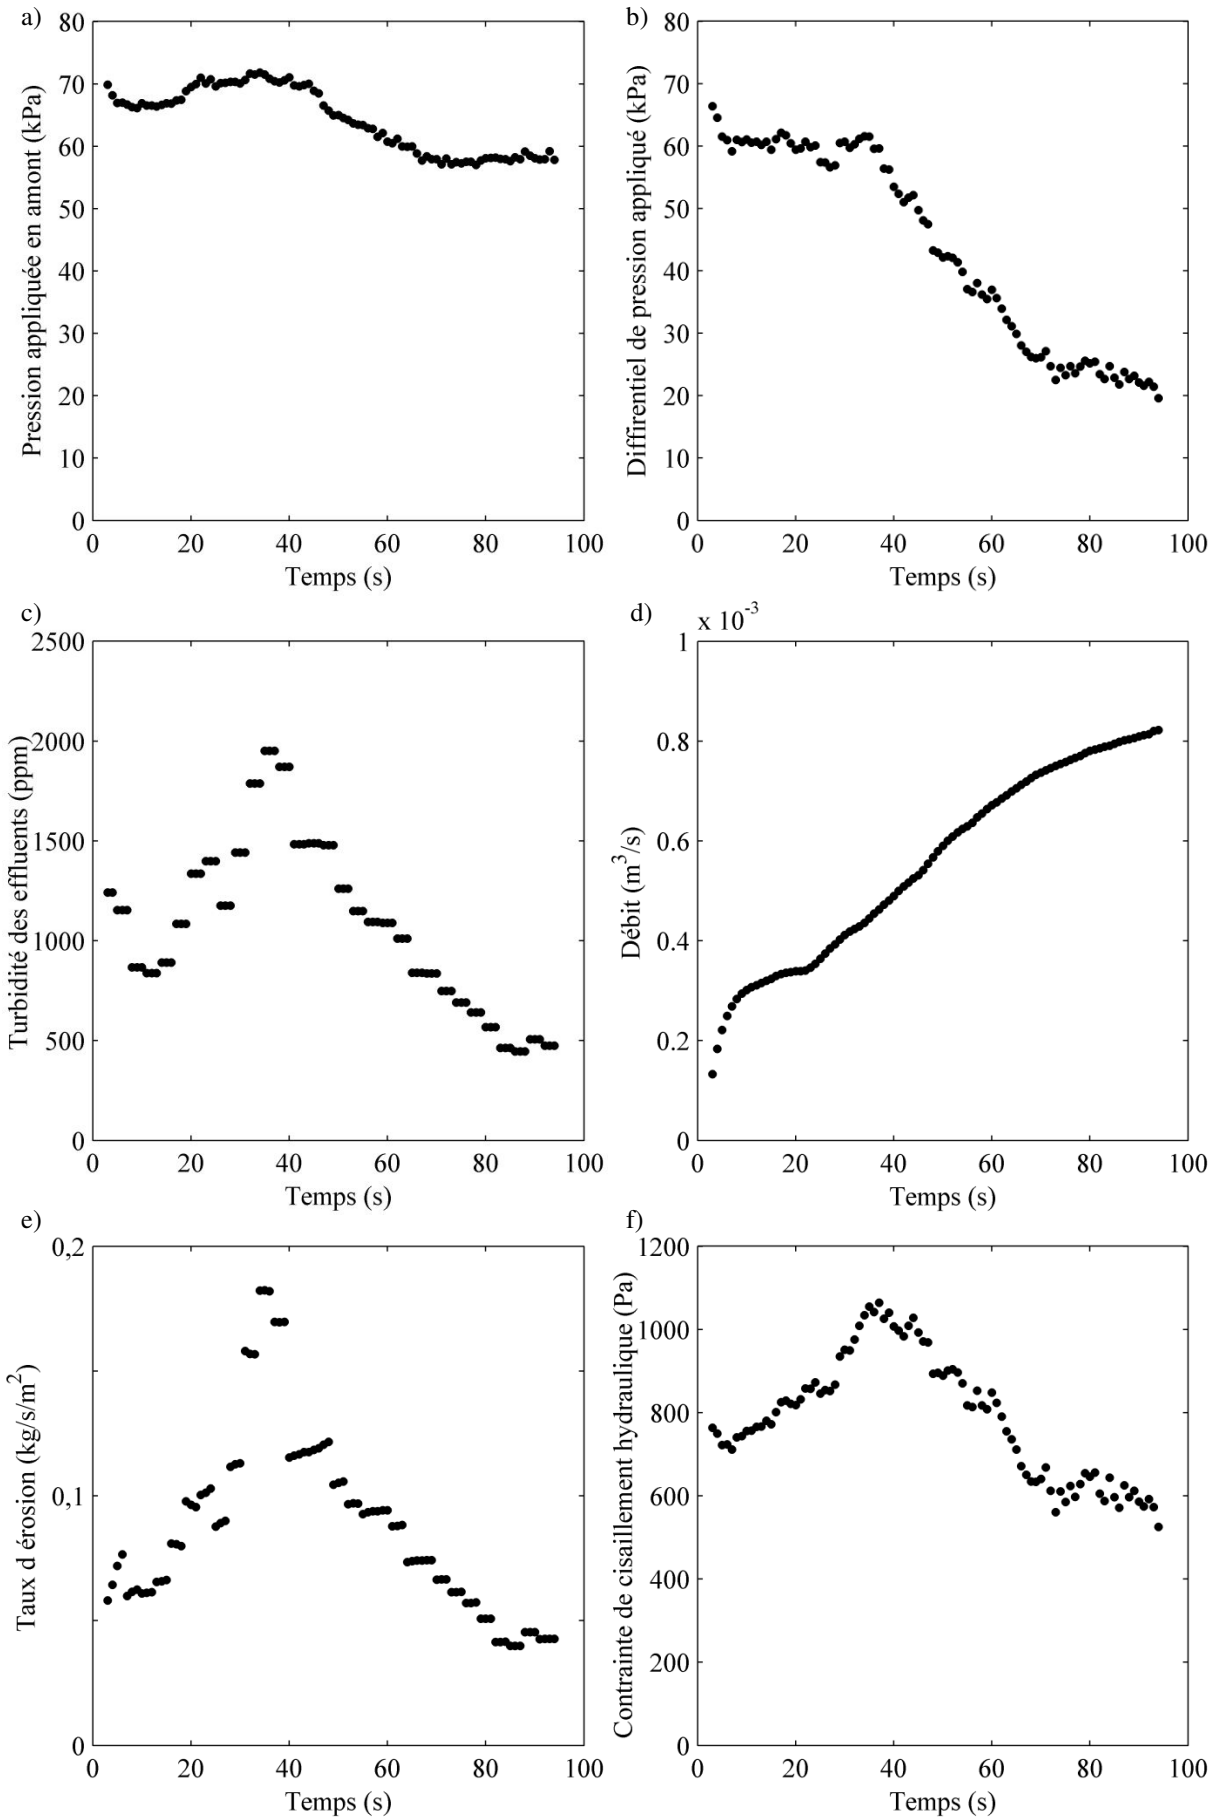 a)
80
70
60
50
40
30
20
10
0
Pression appliquée en amont (kPa)
0 20 40 60 80 100
Temps (s)
b)
80
70
60
50
40
30
20
10
0
Diffirentiel de pression appliqué (kPa)
0 20 40 60 80 100
Temps (s)
c)
2500
2000
1500
1000
500
0
Turbidité des effluents (ppm)
0 20 40 60 80 100
Temps (s)
d)
x 10⁻³
1
0.8
0.6
0.4
0.2
0
Débit (m³/s)
0 20 40 60 80 100
Temps (s)
e)
0,2
0,1
0
Taux d érosion (kg/s/m²)
0 20 40 60 80 100
Temps (s)
f)
1200
1000
800
600
400
200
0
Contrainte de cisaillement hydraulique (Pa)
0 20 40 60 80 100
Temps (s)